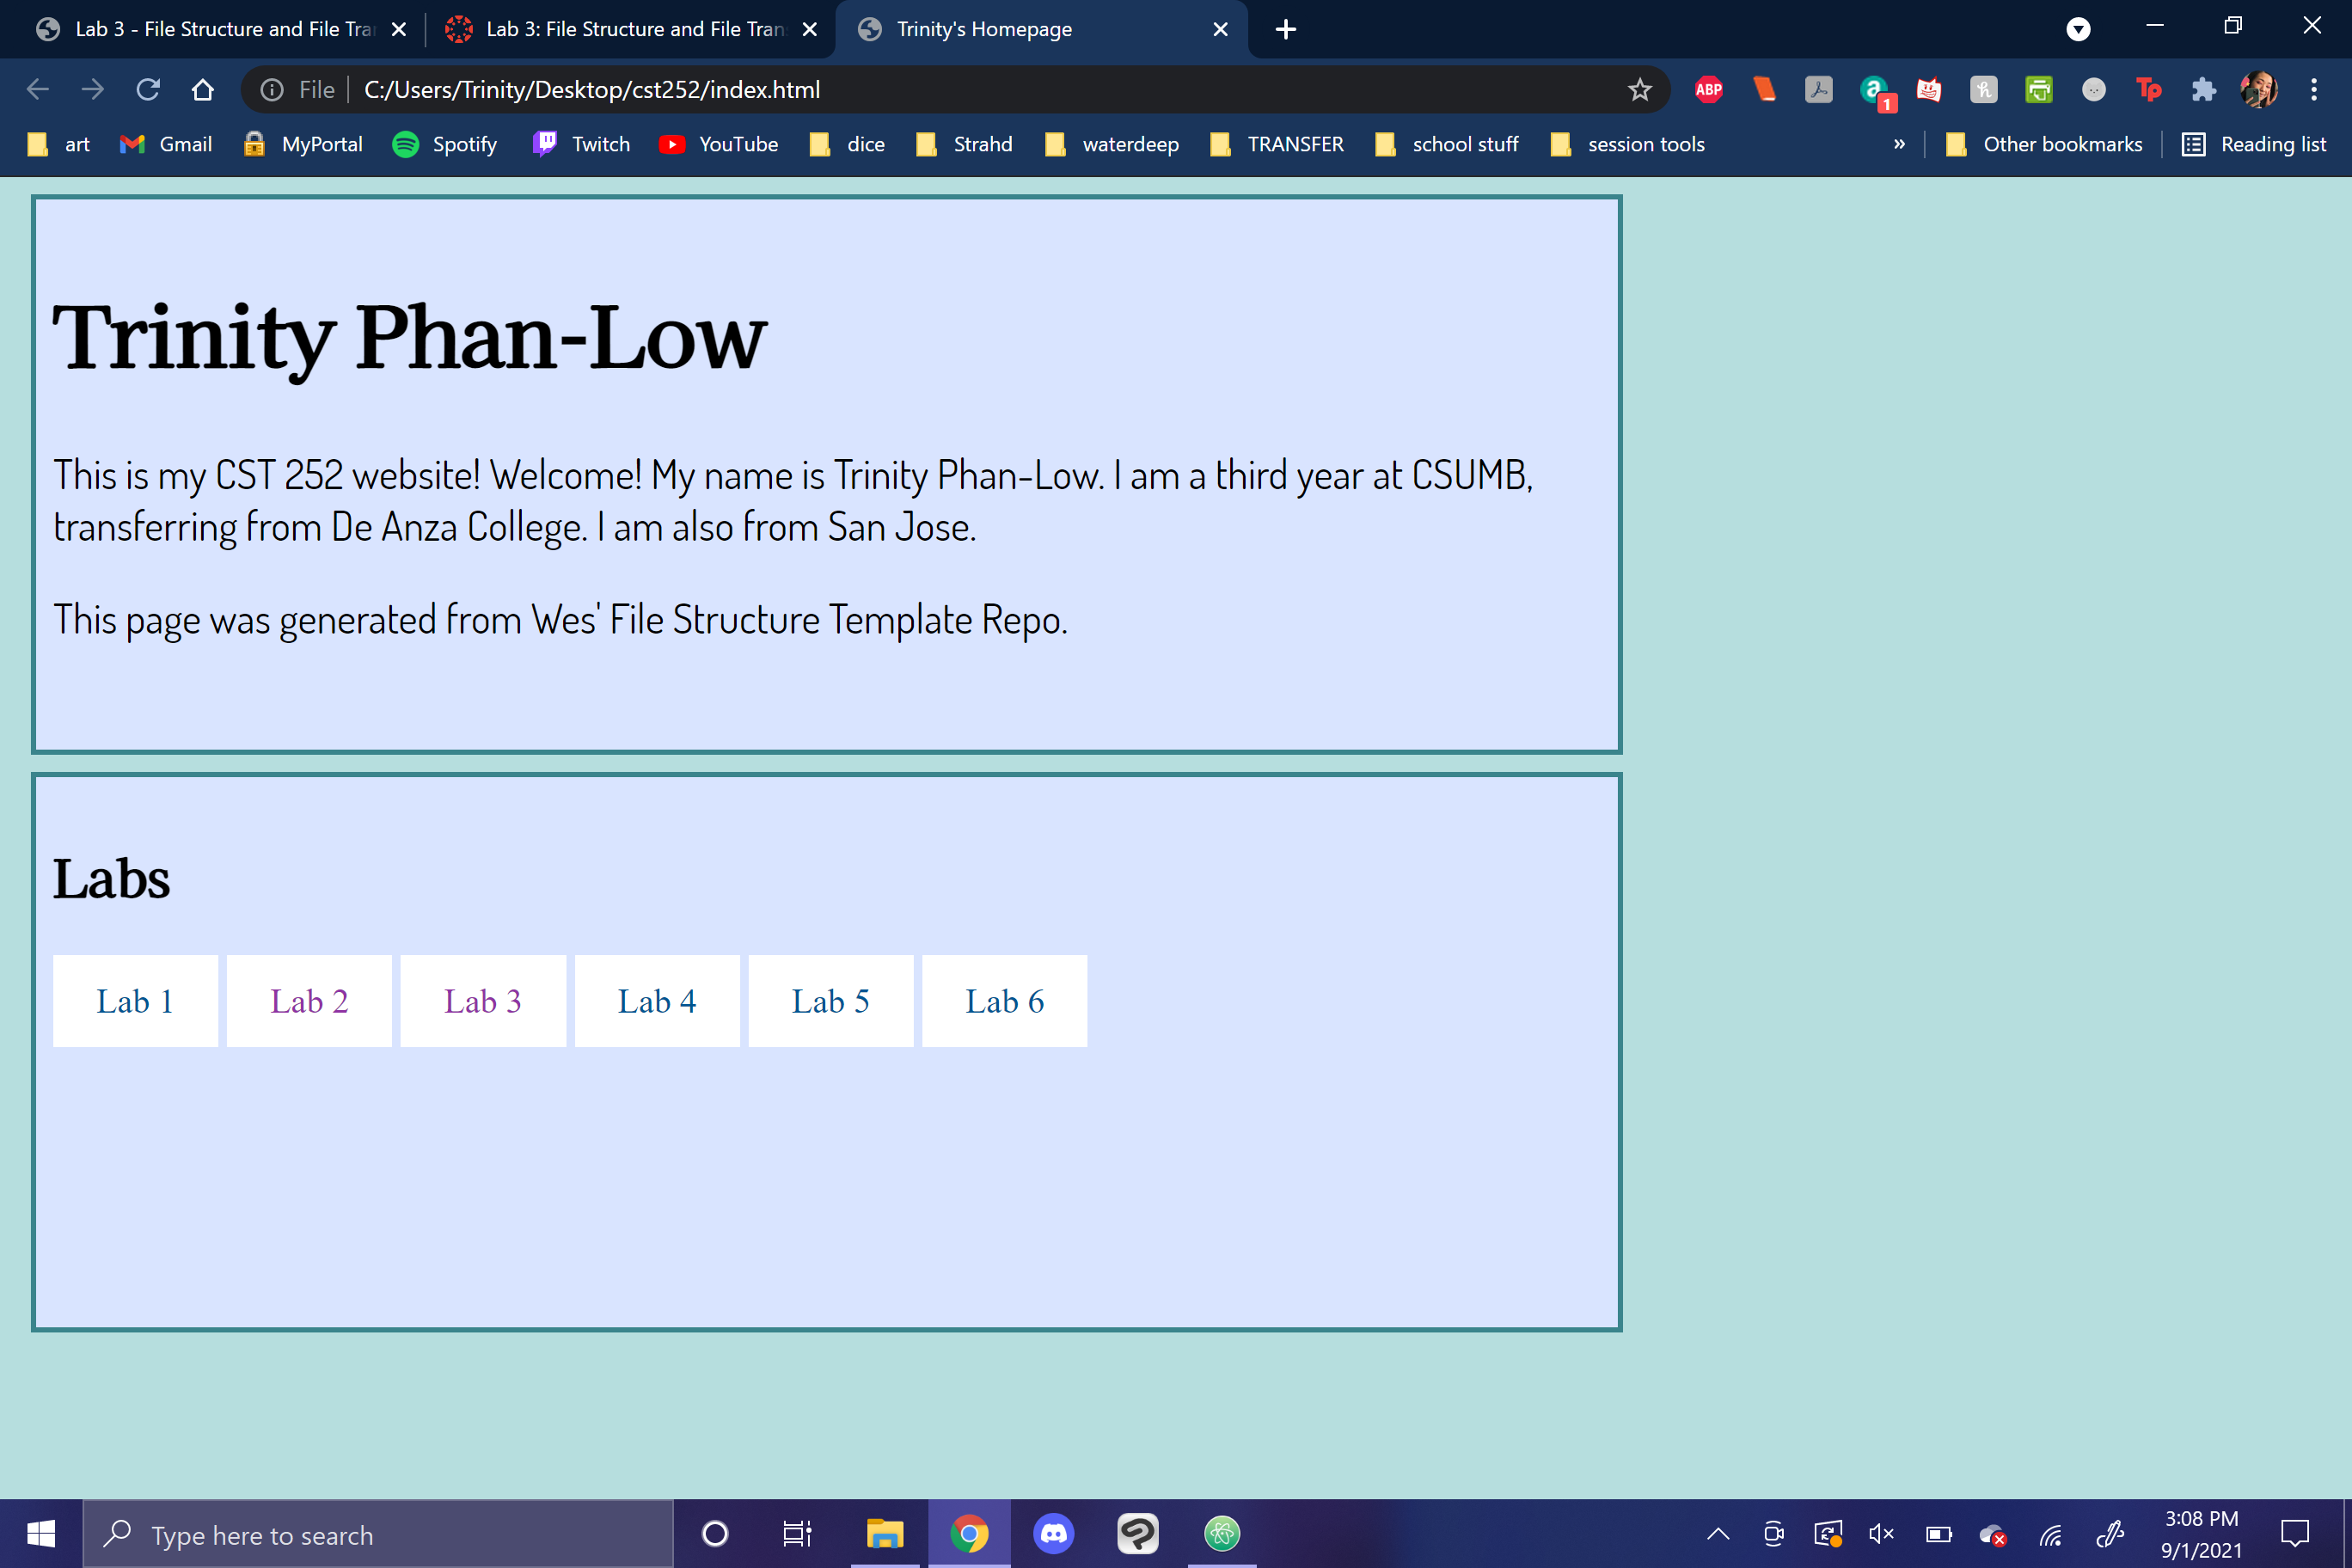 Lab 3 - File Structure and File Tra
Lab 3: File Structure and File Tran
Trinity's Homepage
File
C:/Users/Trinity/Desktop/cst252/index.html
ABP
a
1
h
Tp
art
Gmail
MyPortal
Spotify
Twitch
YouTube
dice
Strahd
waterdeep
TRANSFER
school stuff
session tools
»
Other bookmarks
Reading list
Trinity Phan-Low
This is my CST 252 website! Welcome! My name is Trinity Phan-Low. I am a third year at CSUMB,
transferring from De Anza College. I am also from San Jose.
This page was generated from Wes' File Structure Template Repo.
Labs
Lab 1
Lab 2
Lab 3
Lab 4
Lab 5
Lab 6
Type here to search
3:08 PM
9/1/2021